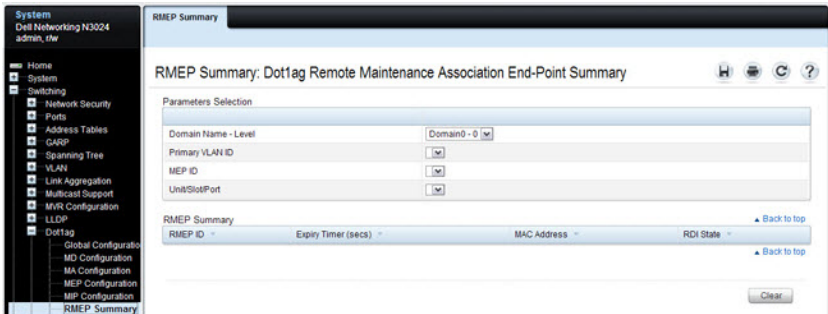 System
Dell Networking N3024
admin, r/w
Home
System
Switching
Network Security
Ports
Address Tables
GARP
Spanning Tree
VLAN
Link Aggregation
Multicast Support
MVR Configuration
LLDP
Dot1ag
Global Configuratio
MD Configuration
MA Configuration
MEP Configuration
MIP Configuration
RMEP Summary
RMEP Summary
RMEP Summary: Dot1ag Remote Maintenance Association End-Point Summary
?
Parameters Selection
Domain Name - Level Domain0 - 0
Primary VLAN ID
MEP ID
Unit/Slot/Port
RMEP Summary Back to top
RMEP ID Expiry Timer (secs) MAC Address RDI State
Back to top
Clear